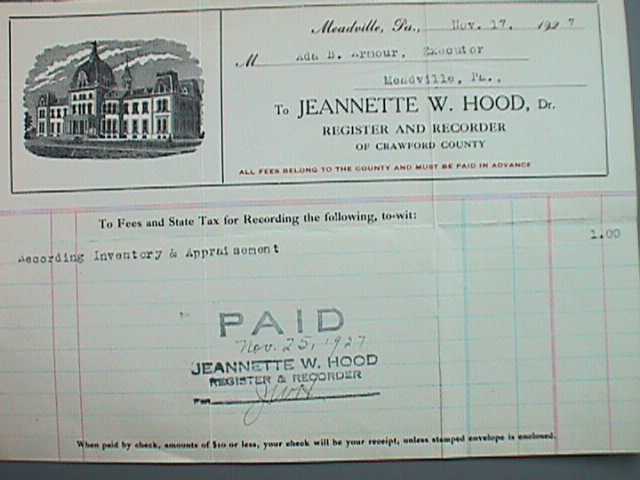 Meadville, Pa., Nov. 17, 1927
M Ada B. Armour, Executor
Meadville, Pa.,
To JEANNETTE W. HOOD, Dr.
REGISTER AND RECORDER
OF CRAWFORD COUNTY
ALL FEES BELONG TO THE COUNTY AND MUST BE PAID IN ADVANCE
To Fees and State Tax for Recording the following, to-wit:
Recording Inventory & Appraisement 1.00
PAID
Nov. 25, 1927
JEANNETTE W. HOOD
REGISTER & RECORDER
When paid by check, amounts of $10 or less, your check will be your receipt, unless stamped envelope is enclosed.